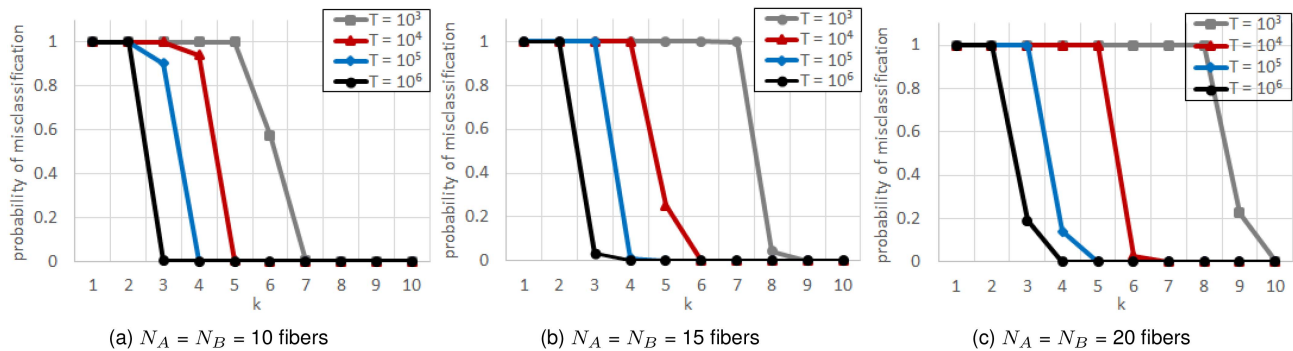 probability of misclassification
1
0.8
0.6
0.4
0.2
0
1 2 3 4 5 6 7 8 9 10
k
T = 10³
T = 10⁴
T = 10⁵
T = 10⁶
(a) N_A = N_B = 10 fibers
probability of misclassification
1
0.8
0.6
0.4
0.2
0
1 2 3 4 5 6 7 8 9 10
k
T = 10³
T = 10⁴
T = 10⁵
T = 10⁶
(b) N_A = N_B = 15 fibers
probability of misclassification
1
0.8
0.6
0.4
0.2
0
1 2 3 4 5 6 7 8 9 10
k
T = 10³
T = 10⁴
T = 10⁵
T = 10⁶
(c) N_A = N_B = 20 fibers